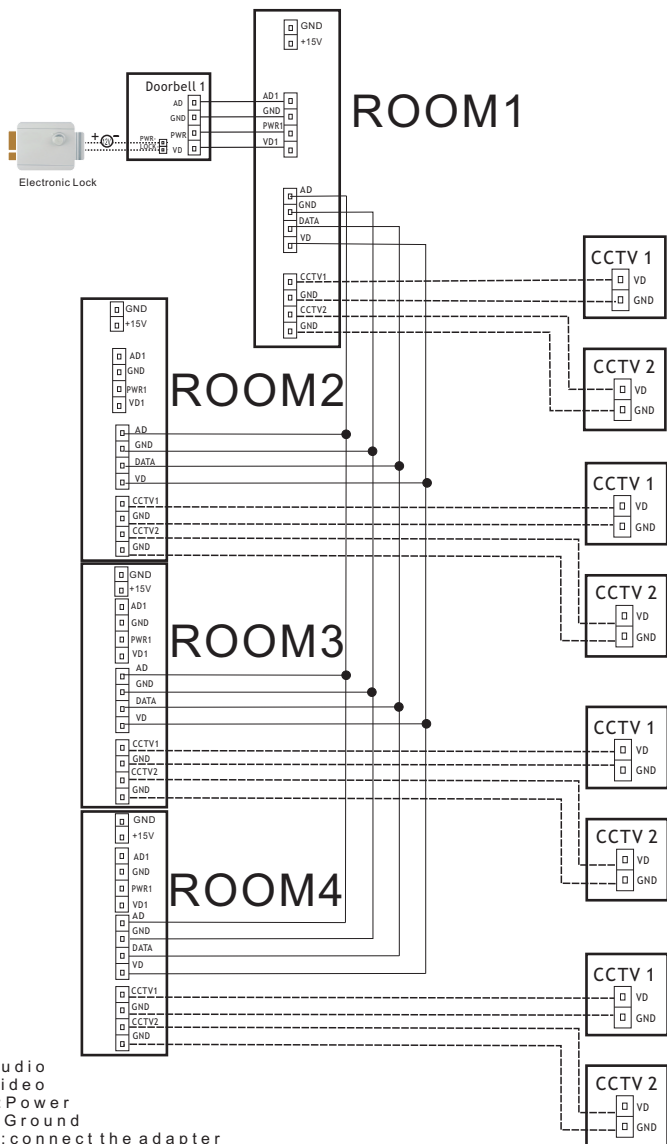 GND
+15V
ROOM1
Doorbell 1
AD
GND
PWR
VD
PWR-
LOCK-
+ 12V -
Electronic Lock
AD1
GND
PWR1
VD1
AD
GND
DATA
VD
CCTV1
GND
CCTV2
GND
CCTV 1
VD
GND
CCTV 2
VD
GND
ROOM2
GND
+15V
AD1
GND
PWR1
VD1
AD
GND
DATA
VD
CCTV1
GND
CCTV2
GND
CCTV 1
VD
GND
CCTV 2
VD
GND
ROOM3
GND
+15V
AD1
GND
PWR1
VD1
AD
GND
DATA
VD
CCTV1
GND
CCTV2
GND
CCTV 1
VD
GND
CCTV 2
VD
GND
ROOM4
GND
+15V
AD1
GND
PWR1
VD1
AD
GND
DATA
VD
CCTV1
GND
CCTV2
GND
CCTV 1
VD
GND
CCTV 2
VD
GND
udio
ideo
:Power
Ground
:connect the adapter